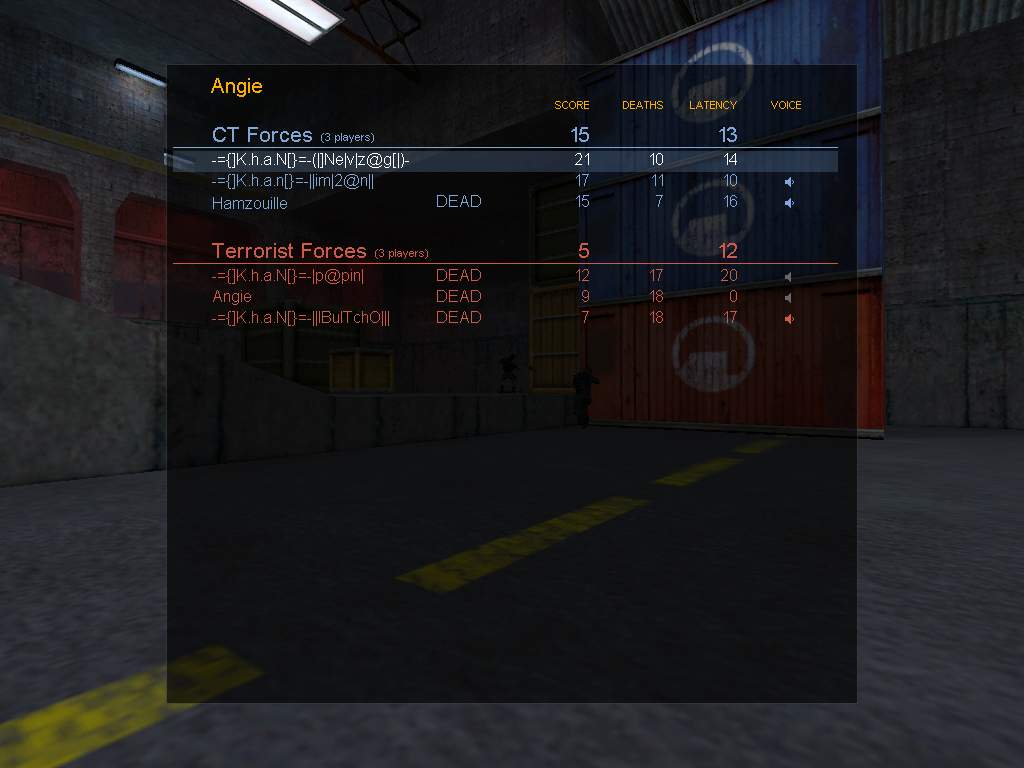 Angie
SCORE DEATHS LATENCY VOICE
CT Forces (3 players) 15 13
-={]K.h.a.N[}=-(|]Ne|v|z@g[|)- 21 10 14
-={]K.h.a.n[}=-||im|2@n|| 17 11 10
Hamzouille DEAD 15 7 16
Terrorist Forces (3 players) 5 12
-={]K.h.a.N[}=-|p@pin| DEAD 12 17 20
Angie DEAD 9 18 0
-={]K.h.a.N[}=-|||BulTchO||| DEAD 7 18 17